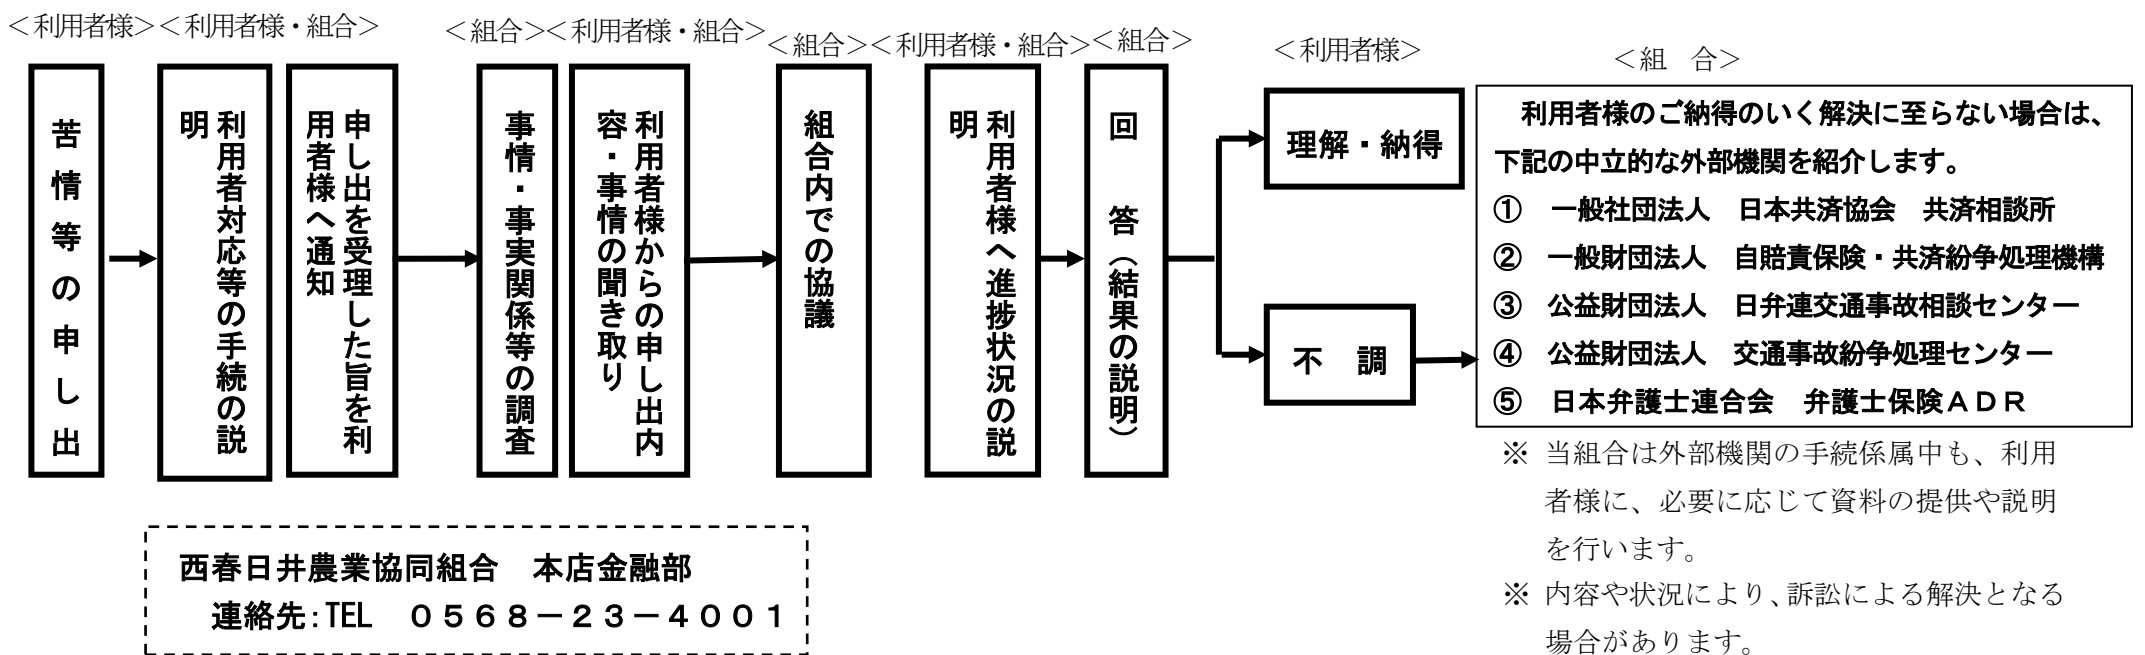 ＜利用者様＞
＜利用者様・組合＞
＜組合＞
＜利用者様・組合＞
＜組合＞
＜利用者様・組合＞
＜組合＞
＜利用者様＞
＜組　合＞
苦情等の申し出
利用者対応等の手続の説
明
申し出を受理した旨を利
用者様へ通知
事情・事実関係等の調査
利用者様からの申し出内
容・事情の聞き取り
組合内での協議
利用者様へ進捗状況の説
明
回　答（結果の説明）
理解・納得
不　調
利用者様のご納得のいく解決に至らない場合は、
下記の中立的な外部機関を紹介します。
①　一般社団法人　日本共済協会　共済相談所
②　一般財団法人　自賠責保険・共済紛争処理機構
③　公益財団法人　日弁連交通事故相談センター
④　公益財団法人　交通事故紛争処理センター
⑤　日本弁護士連合会　弁護士保険ＡＤＲ
※ 当組合は外部機関の手続係属中も、利用
者様に、必要に応じて資料の提供や説明
を行います。
※ 内容や状況により、訴訟による解決となる
場合があります。
西春日井農業協同組合　本店金融部
連絡先：TEL　０５６８－２３－４００１